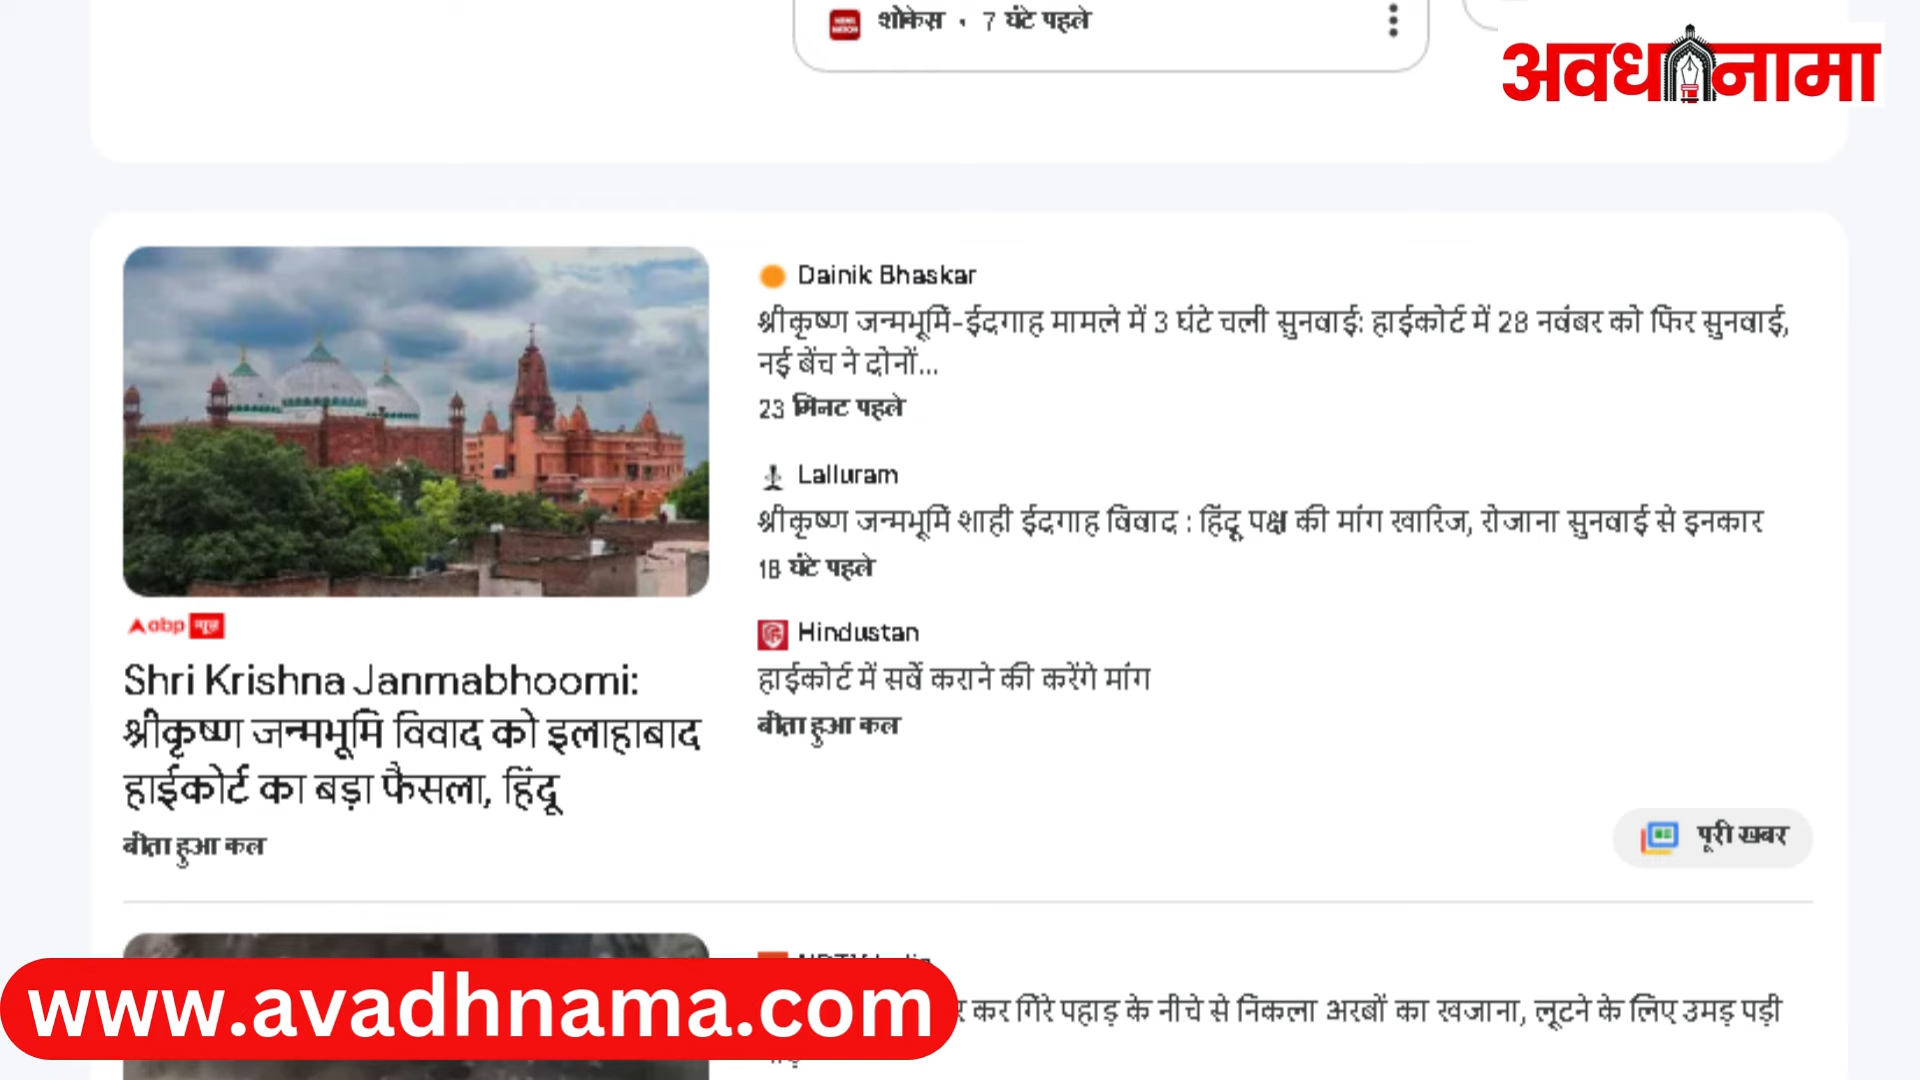 शोकेस · 7 घंटे पहले
अवधनामा
Dainik Bhaskar
श्रीकृष्ण जन्मभूमि-ईदगाह मामले में 3 घंटे चली सुनवाई: हाईकोर्ट में 28 नवंबर को फिर सुनवाई,
नई बेंच ने दोनों...
23 मिनट पहले
Lalluram
श्रीकृष्ण जन्मभूमि शाही ईदगाह विवाद : हिंदू पक्ष की मांग खारिज, रोजाना सुनवाई से इनकार
18 घंटे पहले
Hindustan
हाईकोर्ट में सर्वे कराने की करेंगे मांग
बीता हुआ कल
abp न्यूज़
Shri Krishna Janmabhoomi:
श्रीकृष्ण जन्मभूमि विवाद को इलाहाबाद
हाईकोर्ट का बड़ा फैसला, हिंदू
बीता हुआ कल
पूरी खबर
कर गिरे पहाड़ के नीचे से निकला अरबों का खजाना, लूटने के लिए उमड़ पड़ी
www.avadhnama.com